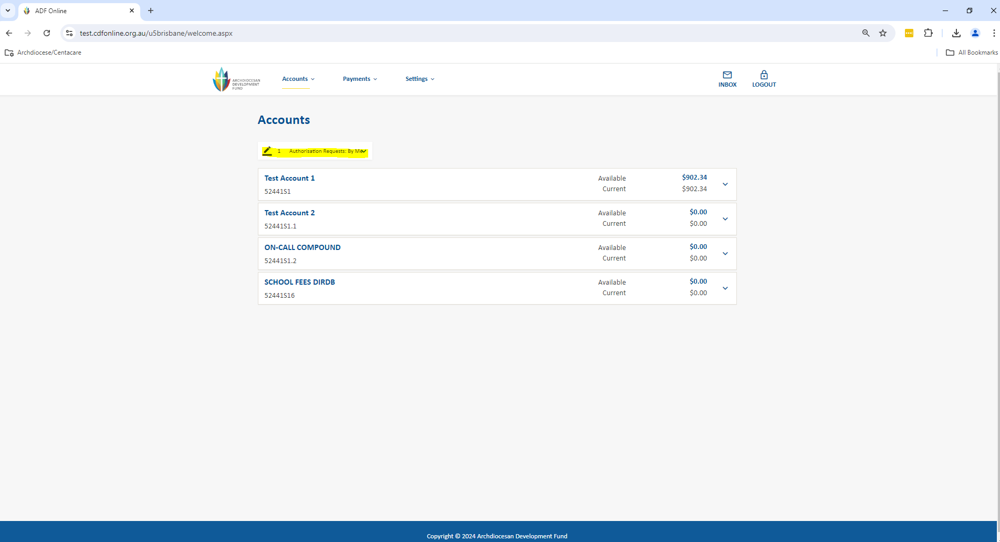 ADF Online
test.cdfonline.org.au/u5brisbane/welcome.aspx
Archdiocese/Centacare
All Bookmarks
ARCHDIOCESAN
DEVELOPMENT
FUND
Accounts
Payments
Settings
INBOX
LOGOUT
Accounts
1 Authorisation Requests: By Me
Test Account 1
Available $902.34
Current $902.34
52441S1
Test Account 2
Available $0.00
Current $0.00
52441S1.1
ON-CALL COMPOUND
Available $0.00
Current $0.00
52441S1.2
SCHOOL FEES DIRDB
Available $0.00
Current $0.00
52441S16
Copyright © 2024 Archdiocesan Development Fund